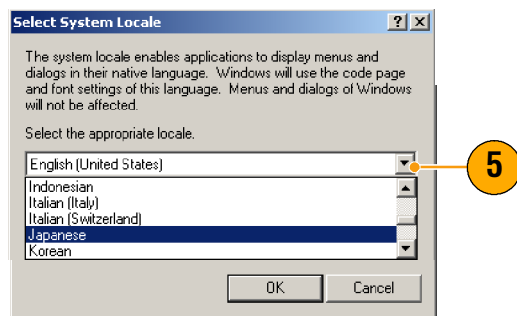 Select System Locale
The system locale enables applications to display menus and
dialogs in their native language. Windows will use the code page
and font settings of this language. Menus and dialogs of Windows
will not be affected.
Select the appropriate locale.
English (United States)
5
Indonesian
Italian (Italy)
Italian (Switzerland)
Japanese
Korean
OK
Cancel